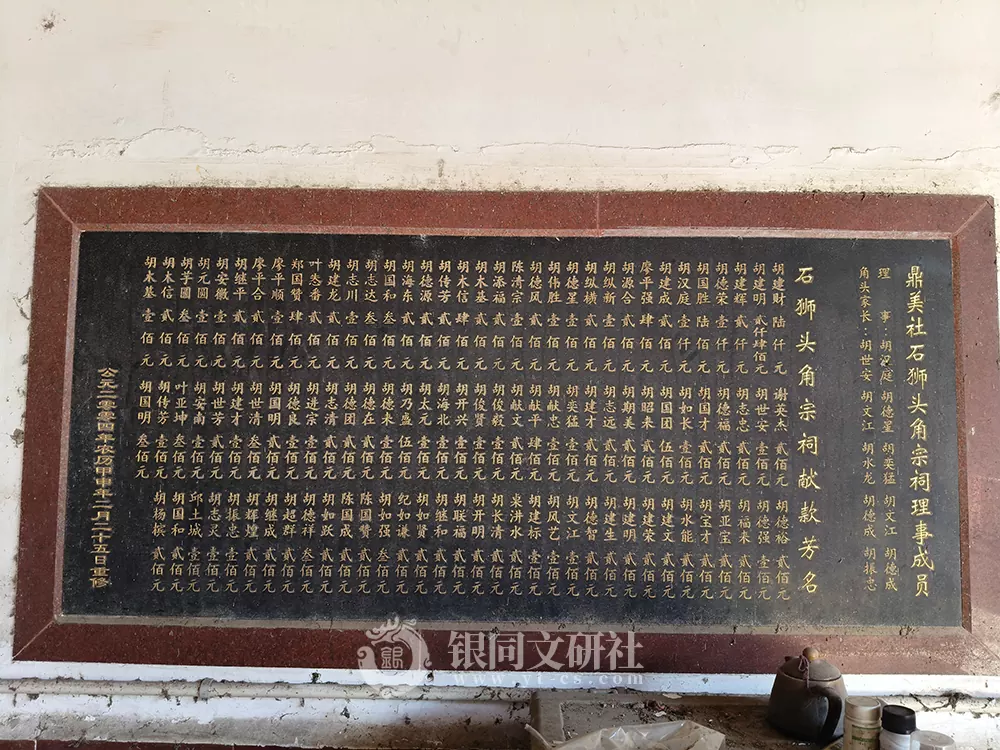 鼎美社石狮头角宗祠理事成员
理事：胡汉庭 胡德星 胡奕猛 胡文江 胡德成
角头家长：胡世安 胡文江 胡水龙 胡德成 胡振忠
石狮头角宗祠献款芳名
胡建财 陆仟元 谢英杰 贰佰元 胡德裕 贰佰元
胡建明 贰仟肆佰元 胡世安 贰佰元 胡德强 壹佰元
胡建辉 贰仟元 胡志忠 贰佰元 胡福来 贰佰元
胡德荣 壹仟元 胡德福 贰佰元 胡亚宝 贰佰元
胡国胜 陆佰元 胡国才 贰佰元 胡宝才 贰佰元
胡汉庭 壹仟元 胡如长 壹佰元 胡水能 贰佰元
胡建成 贰佰元 胡国团 伍佰元 胡建文 贰佰元
廖平强 肆佰元 胡昭来 壹佰元 胡建荣 贰佰元
胡源合 贰佰元 胡期美 贰佰元 胡建明 贰佰元
胡纵新 壹佰元 胡志远 贰佰元 胡建生 贰佰元
胡纵横 贰佰元 胡建才 贰佰元 胡德智 贰佰元
胡德星 壹佰元 胡奕猛 壹佰元 胡文江 壹佰元
胡伟胜 壹佰元 胡献忠 壹佰元 胡风艺 壹佰元
胡德风 贰佰元 胡献平 肆佰元 胡建标 贰佰元
陈清宗 壹佰元 胡献文 贰佰元 水 贰佰元
胡添福 贰佰元 胡俊毅 壹佰元 胡长清 贰佰元
胡木基 壹佰元 胡俊贤 壹佰元 胡开明 贰佰元
胡木信 肆佰元 胡开兴 壹佰元 胡联福 贰佰元
胡传芳 贰佰元 胡海北 贰佰元 胡继和 贰佰元
胡德源 贰佰元 胡太元 贰佰元 胡如贤 贰佰元
胡海东 贰佰元 胡乃盛 伍佰元 纪如谦 贰佰元
胡国和 贰佰元 胡德木 壹佰元 胡如强 叁佰元
胡志达 叁佰元 胡德在 贰佰元 陈国赞 贰佰元
胡志川 壹佰元 胡德团 贰佰元 陈国成 贰佰元
胡建龙 贰佰元 胡志清 贰佰元 胡如跃 贰佰元
叶番 贰佰元 胡进宗 壹佰元 胡德祥 叁佰元
郑国赞 肆佰元 胡德良 壹佰元 胡超群 贰佰元
廖平顺 壹佰元 胡国明 贰佰元 胡继成 贰佰元
廖平合 贰佰元 胡世清 叁佰元 胡辉煌 贰佰元
胡继平 贰佰元 胡建才 壹佰元 胡振忠 壹佰元
胡安徽 壹佰元 胡世芳 贰佰元 胡志灵 壹佰元
胡元圆 壹佰元 胡安南 壹佰元 邱土城 壹佰元
胡芋圆 叁佰元 叶亚坤 叁佰元 胡国和 贰佰元
胡木信 贰佰元 胡传芳 壹佰元 胡杨槟 贰佰元
胡木基 壹佰元 胡国明 叁佰元
公元二零零四年农历甲申年二月二十五日重修
银同文研社
www.yt-cs.com